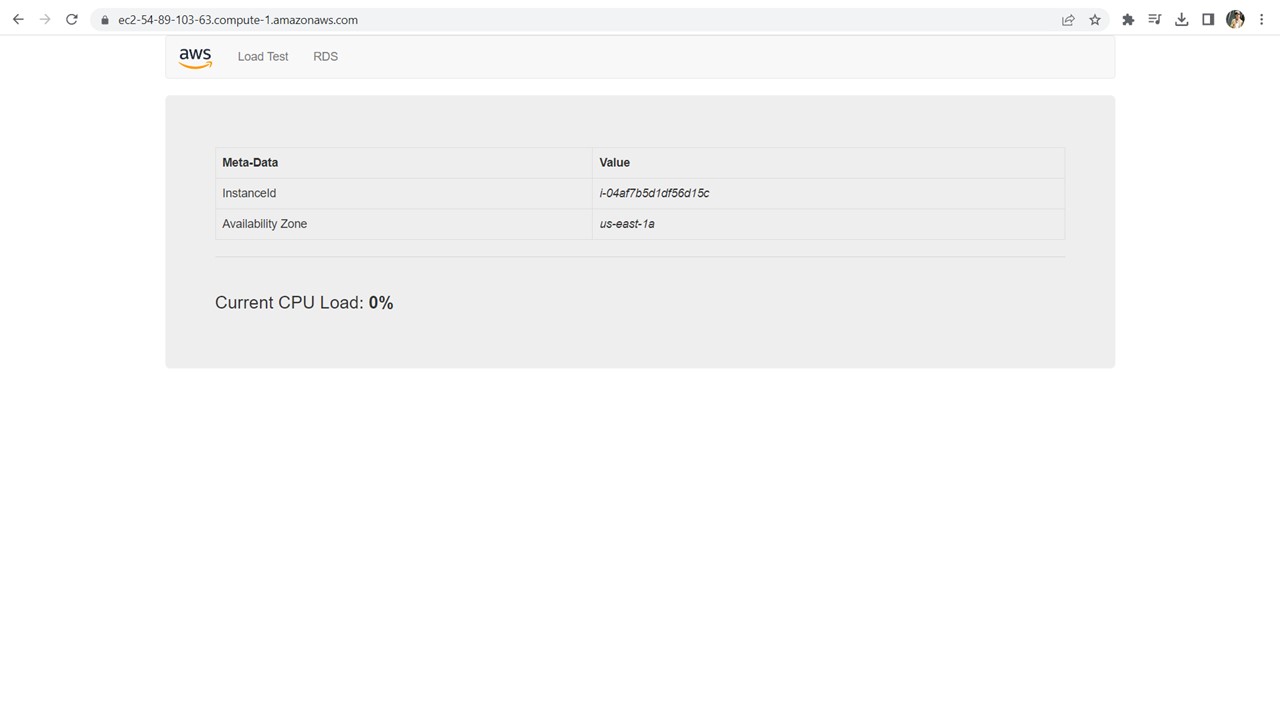 ec2-54-89-103-63.compute-1.amazonaws.com
aws Load Test RDS
Meta-Data Value
InstanceId i-04af7b5d1df56d15c
Availability Zone us-east-1a
Current CPU Load: 0%